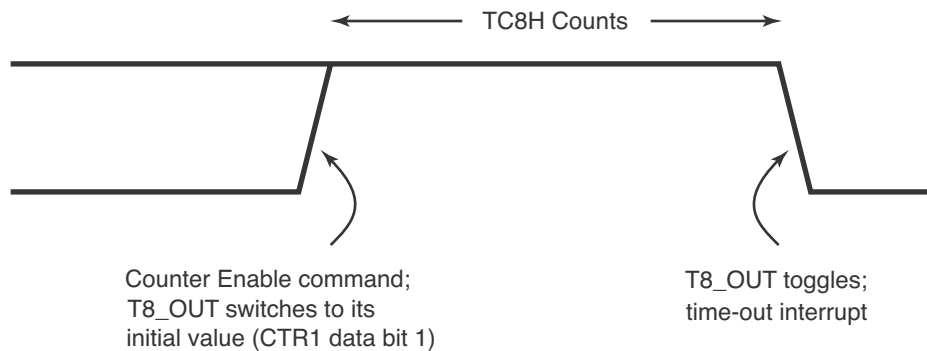 TC8H Counts
Counter Enable command;
T8_OUT switches to its
initial value (CTR1 data bit 1)
T8_OUT toggles;
time-out interrupt